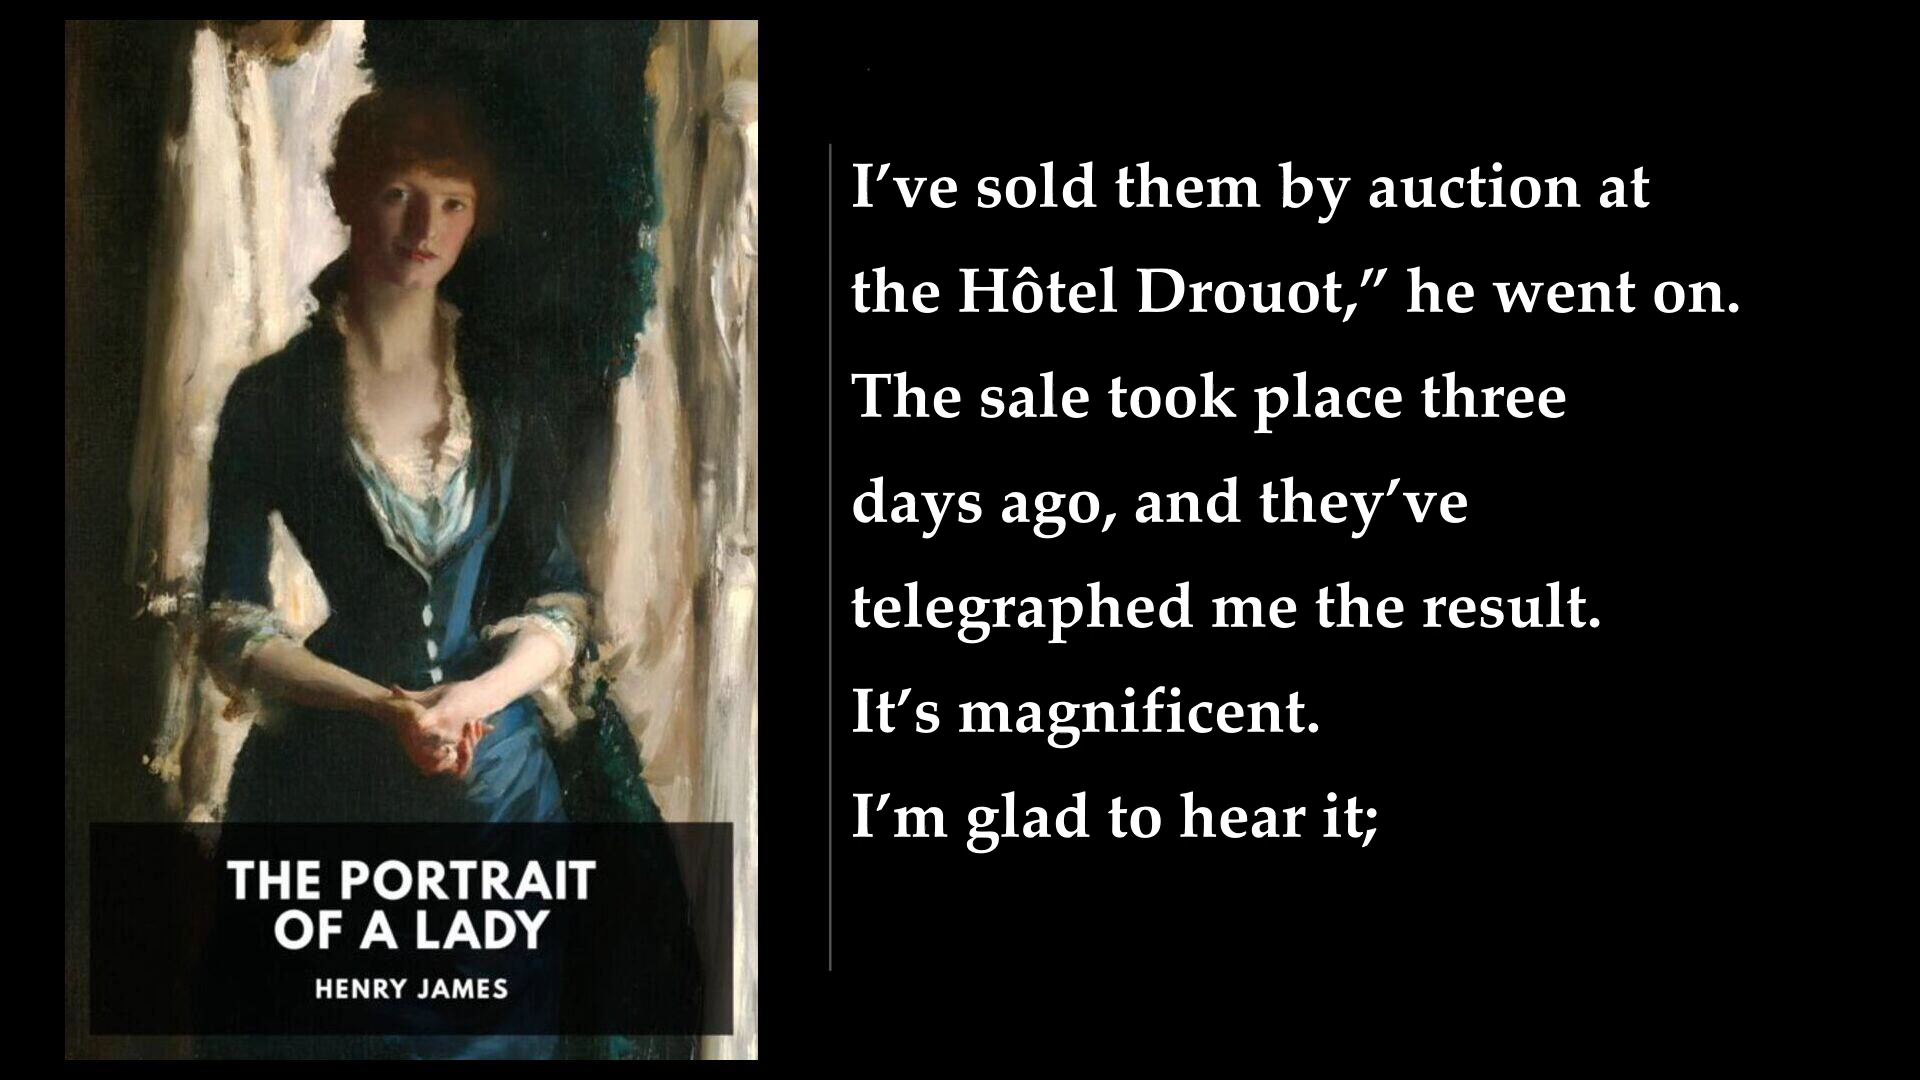 THE PORTRAIT
OF A LADY
HENRY JAMES
I’ve sold them by auction at
the Hôtel Drouot,” he went on.
The sale took place three
days ago, and they’ve
telegraphed me the result.
It’s magnificent.
I’m glad to hear it;